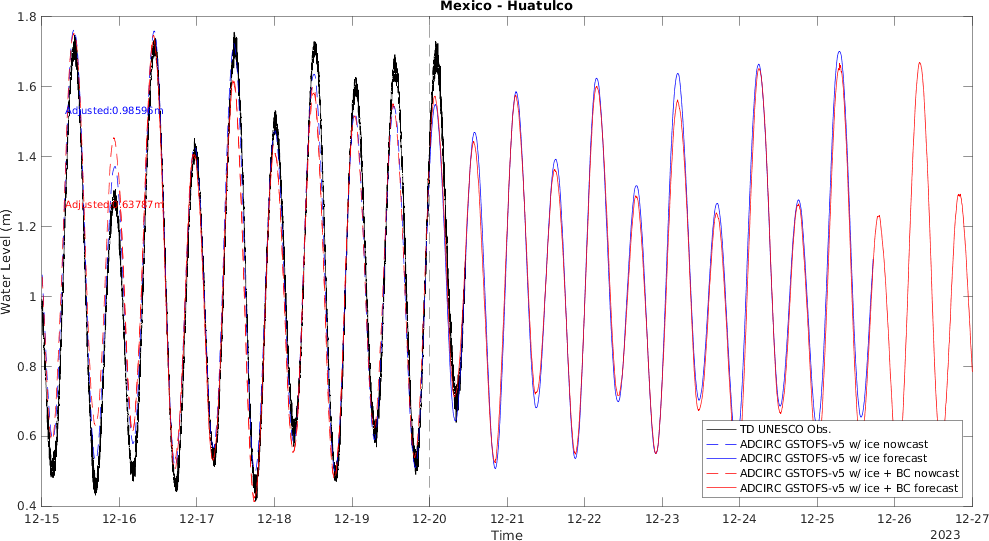 Mexico - Huatulco
1.8
1.6
1.4
1.2
1
0.8
0.6
0.4
Water Level (m)
Adjusted:0.98596m
Adjusted: 63787m
TD UNESCO Obs.
ADCIRC GSTOFS-v5 w/ ice nowcast
ADCIRC GSTOFS-v5 w/ ice forecast
ADCIRC GSTOFS-v5 w/ ice + BC nowcast
ADCIRC GSTOFS-v5 w/ ice + BC forecast
12-15 12-16 12-17 12-18 12-19 12-20 12-21 12-22 12-23 12-24 12-25 12-26 12-27
Time
2023